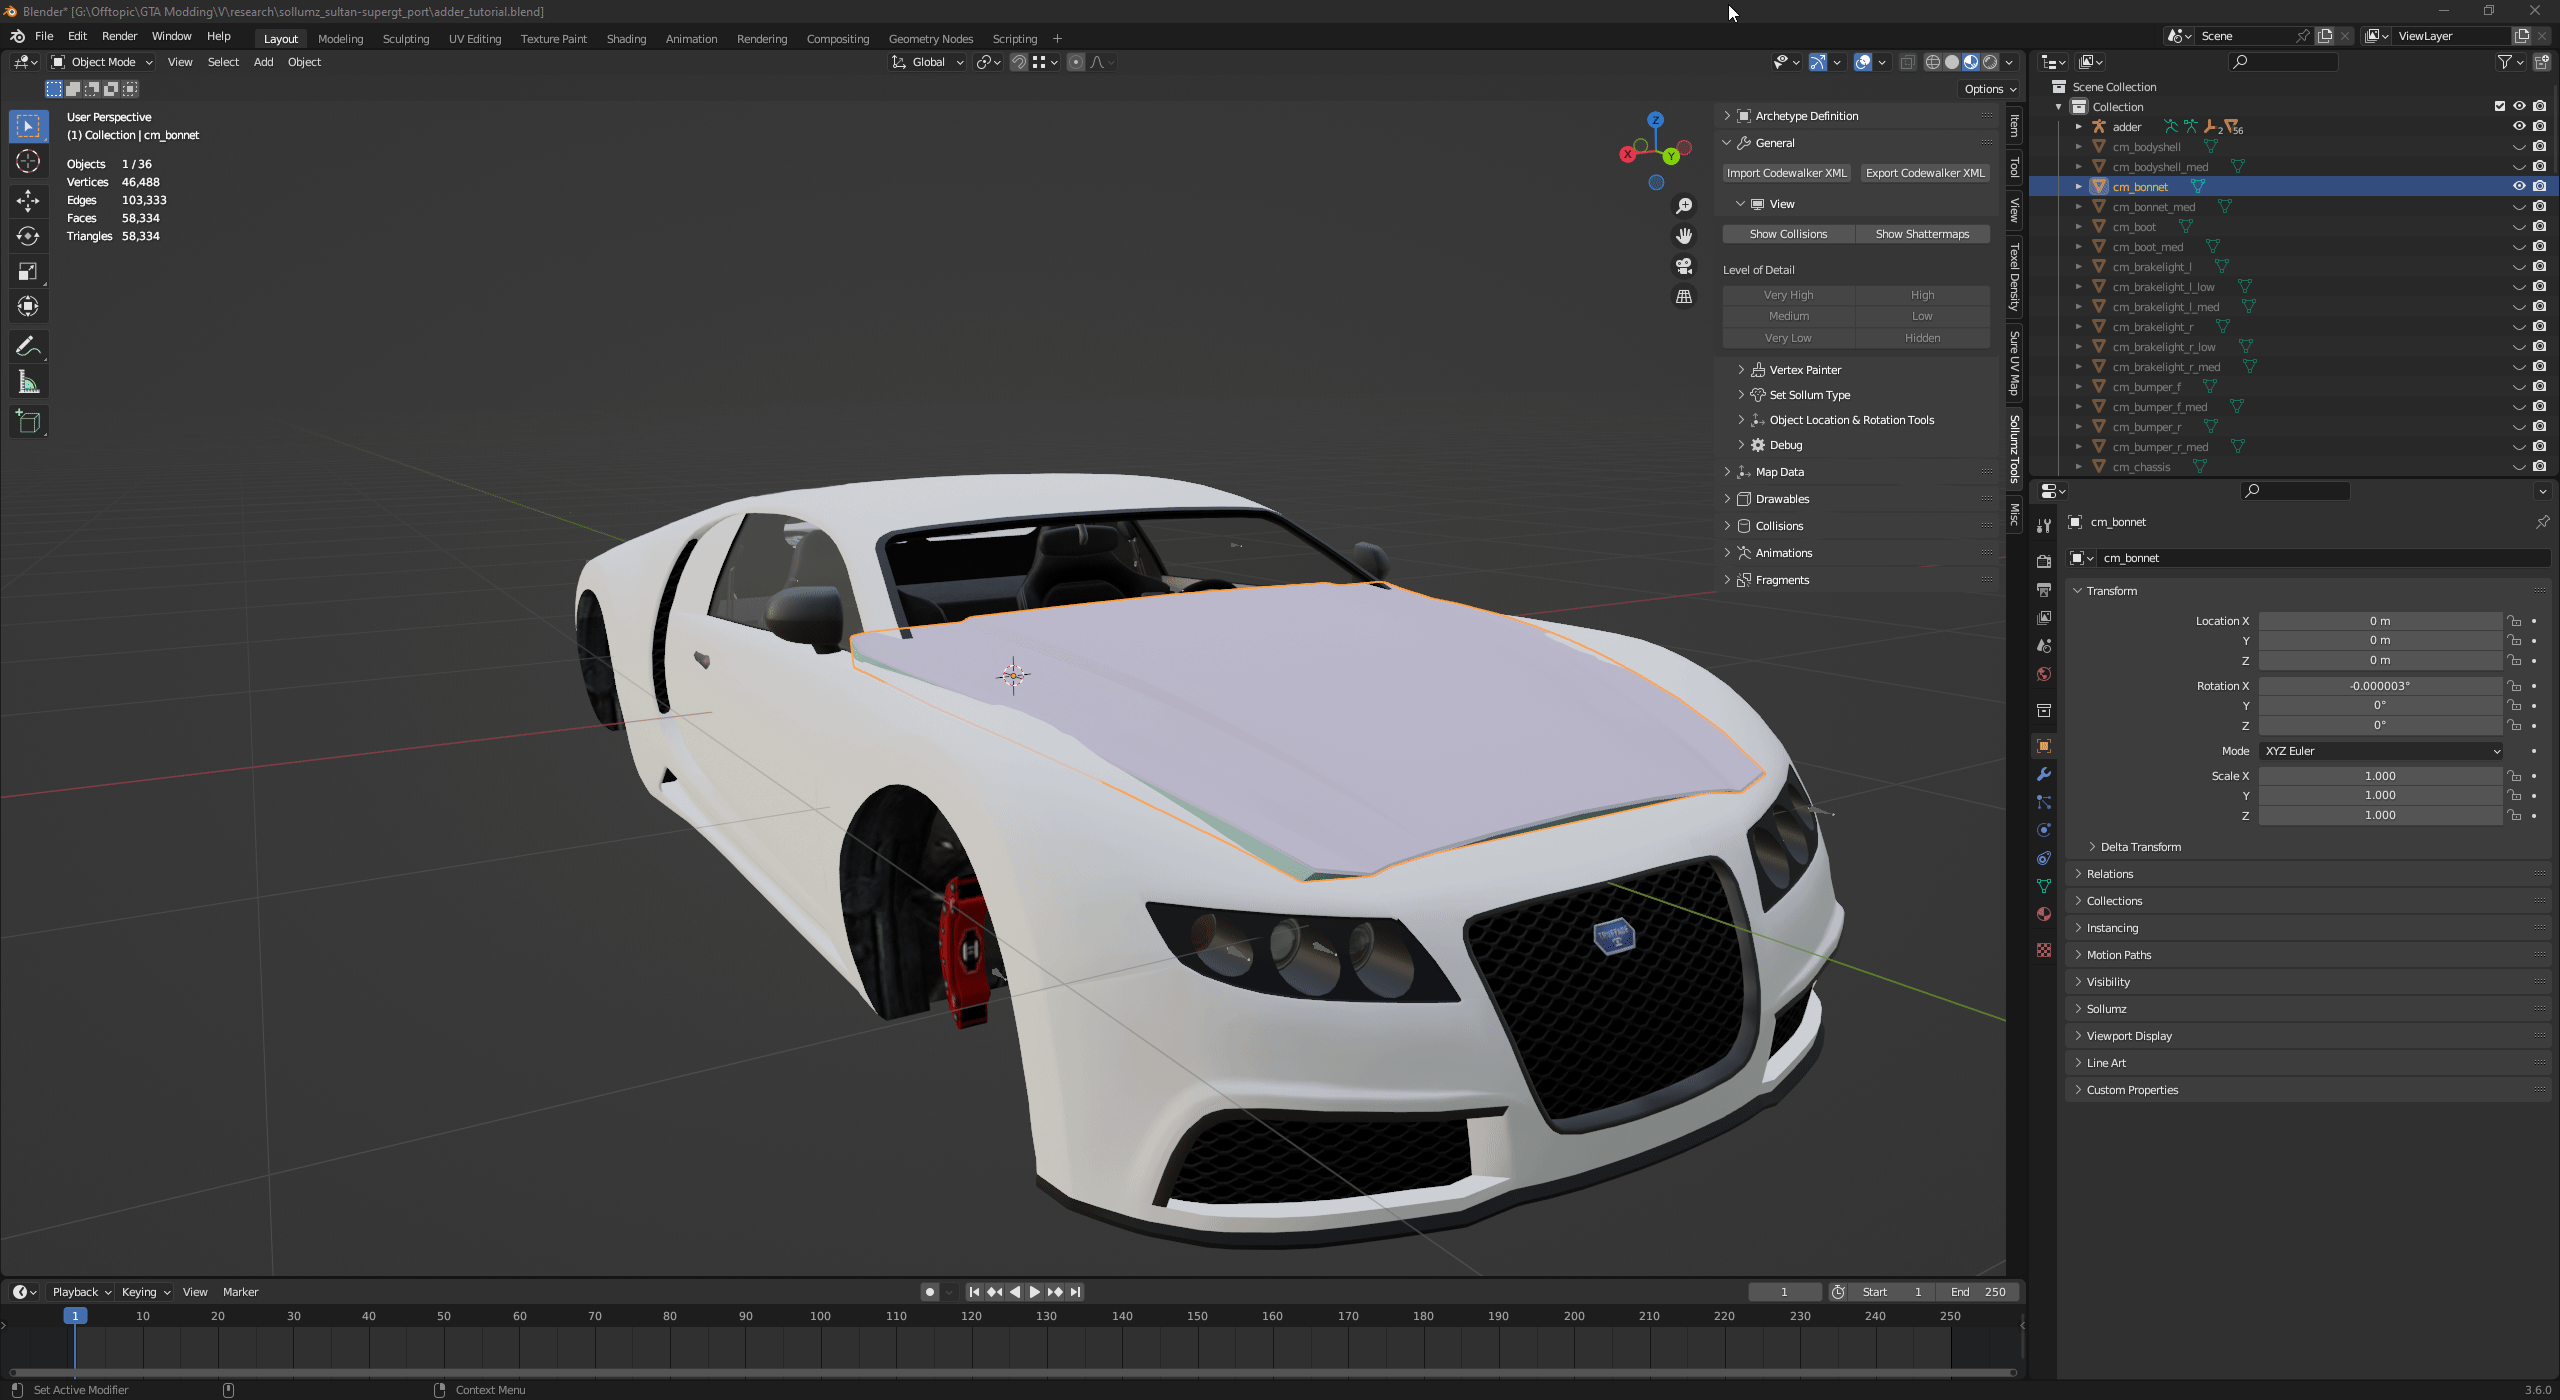 Blender* [G:\Offtopic\GTA Modding\V\research\sollumz_sultan-supergt_port\adder_tutorial.blend]
File Edit Render Window Help Layout Modeling Sculpting UV Editing Texture Paint Shading Animation Rendering Compositing Geometry Nodes Scripting + Scene ViewLayer
Object Mode View Select Add Object Global
Options
User Perspective
(1) Collection | cm_bonnet
Objects 1 / 36
Vertices 46,488
Edges 103,333
Faces 58,334
Triangles 58,334
Z
X
Y
Archetype Definition
General
Import Codewalker XML Export Codewalker XML
View
Show Collisions Show Shattermaps
Level of Detail
Very High High
Medium Low
Very Low Hidden
Vertex Painter
Set Sollum Type
Object Location & Rotation Tools
Debug
Map Data
Drawables
Collisions
Animations
Fragments
Item
Tool
View
Texel Density
Sure UV Map
Sollumz Tools
Misc
Scene Collection
Collection
adder 2 56
cm_bodyshell
cm_bodyshell_med
cm_bonnet
cm_bonnet_med
cm_boot
cm_boot_med
cm_brakelight_l
cm_brakelight_l_low
cm_brakelight_l_med
cm_brakelight_r
cm_brakelight_r_low
cm_brakelight_r_med
cm_bumper_f
cm_bumper_f_med
cm_bumper_r
cm_bumper_r_med
cm_chassis
cm_bonnet
cm_bonnet
Transform
Location X 0 m
Y 0 m
Z 0 m
Rotation X -0.000003°
Y 0°
Z 0°
Mode XYZ Euler
Scale X 1.000
Y 1.000
Z 1.000
Delta Transform
Relations
Collections
Instancing
Motion Paths
Visibility
Sollumz
Viewport Display
Line Art
Custom Properties
TRUFFADE
Playback Keying View Marker 1 Start 1 End 250
1 10 20 30 40 50 60 70 80 90 100 110 120 130 140 150 160 170 180 190 200 210 220 230 240 250
Set Active Modifier Context Menu 3.6.0